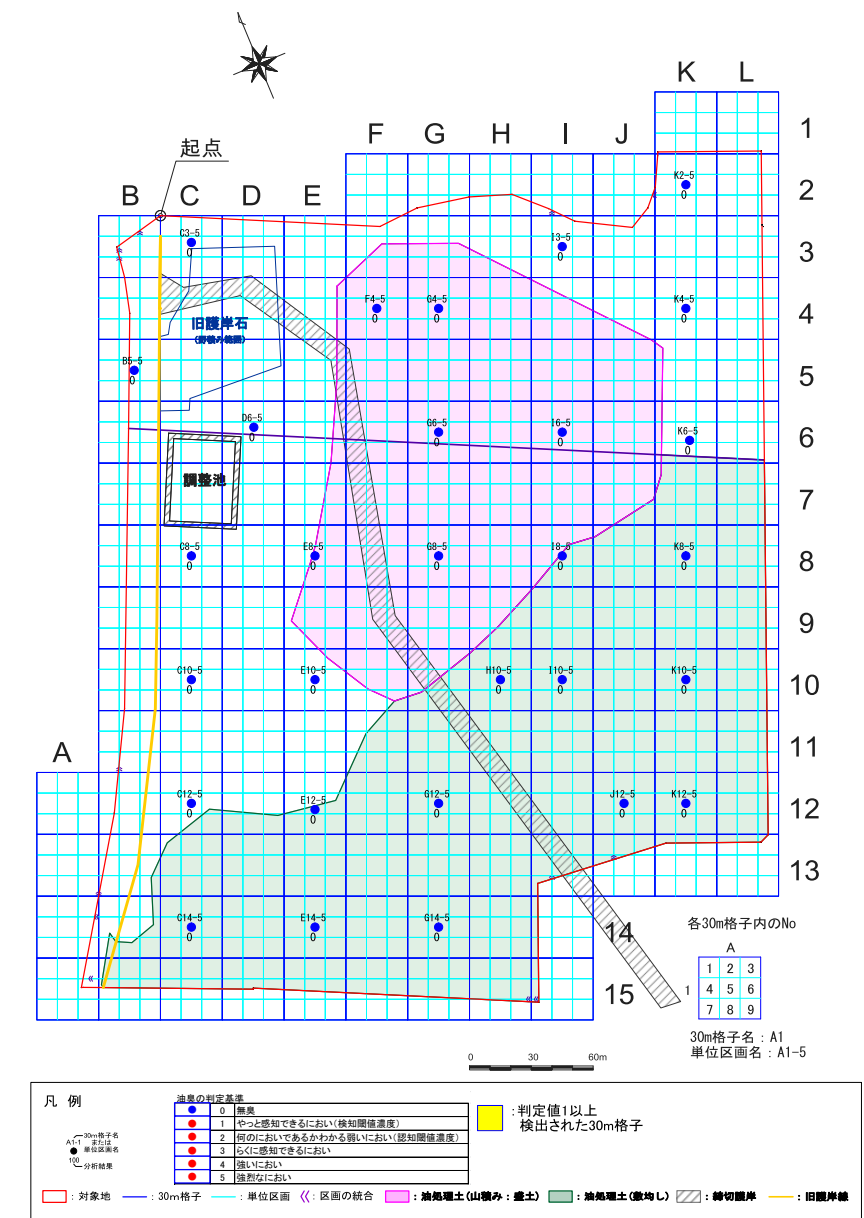 K L
1
F G H I J
起点
K2-5
0
2
B C D E
C3-5
0
I3-5
0
3
F4-5
0
G4-5
0
K4-5
0
4
旧護岸石
(野積み範囲)
B5-5
0
5
D6-5
0
G6-5
0
I6-5
0
K6-5
0
6
調整池
7
C8-5
0
E8-5
0
G8-5
0
I8-5
0
K8-5
0
8
9
C10-5
0
E10-5
0
H10-5
0
I10-5
0
K10-5
0
10
11
A
C12-5
0
E12-5
0
G12-5
0
J12-5
0
K12-5
0
12
13
C14-5
0
E14-5
0
G14-5
0
14
15
各30m格子内のNo
A
1 2 3
1 4 5 6
7 8 9
30m格子名：A1
単位区画名：A1-5
0 30 60m
凡 例
30m格子名
または
単位区画名
A1-1
100
分析結果
油臭の判定基準
0 無臭
1 やっと感知できるにおい(検知閾値濃度)
2 何のにおいであるかわかる弱いにおい(認知閾値濃度)
3 らくに感知できるにおい
4 強いにおい
5 強烈なにおい
：判定値1以上
検出された30m格子
：対象地 ：30m格子 ：単位区画 ：区画の統合 ：油処理土(山積み：盛土) ：油処理土(敷均し) ：締切護岸 ：旧護岸線